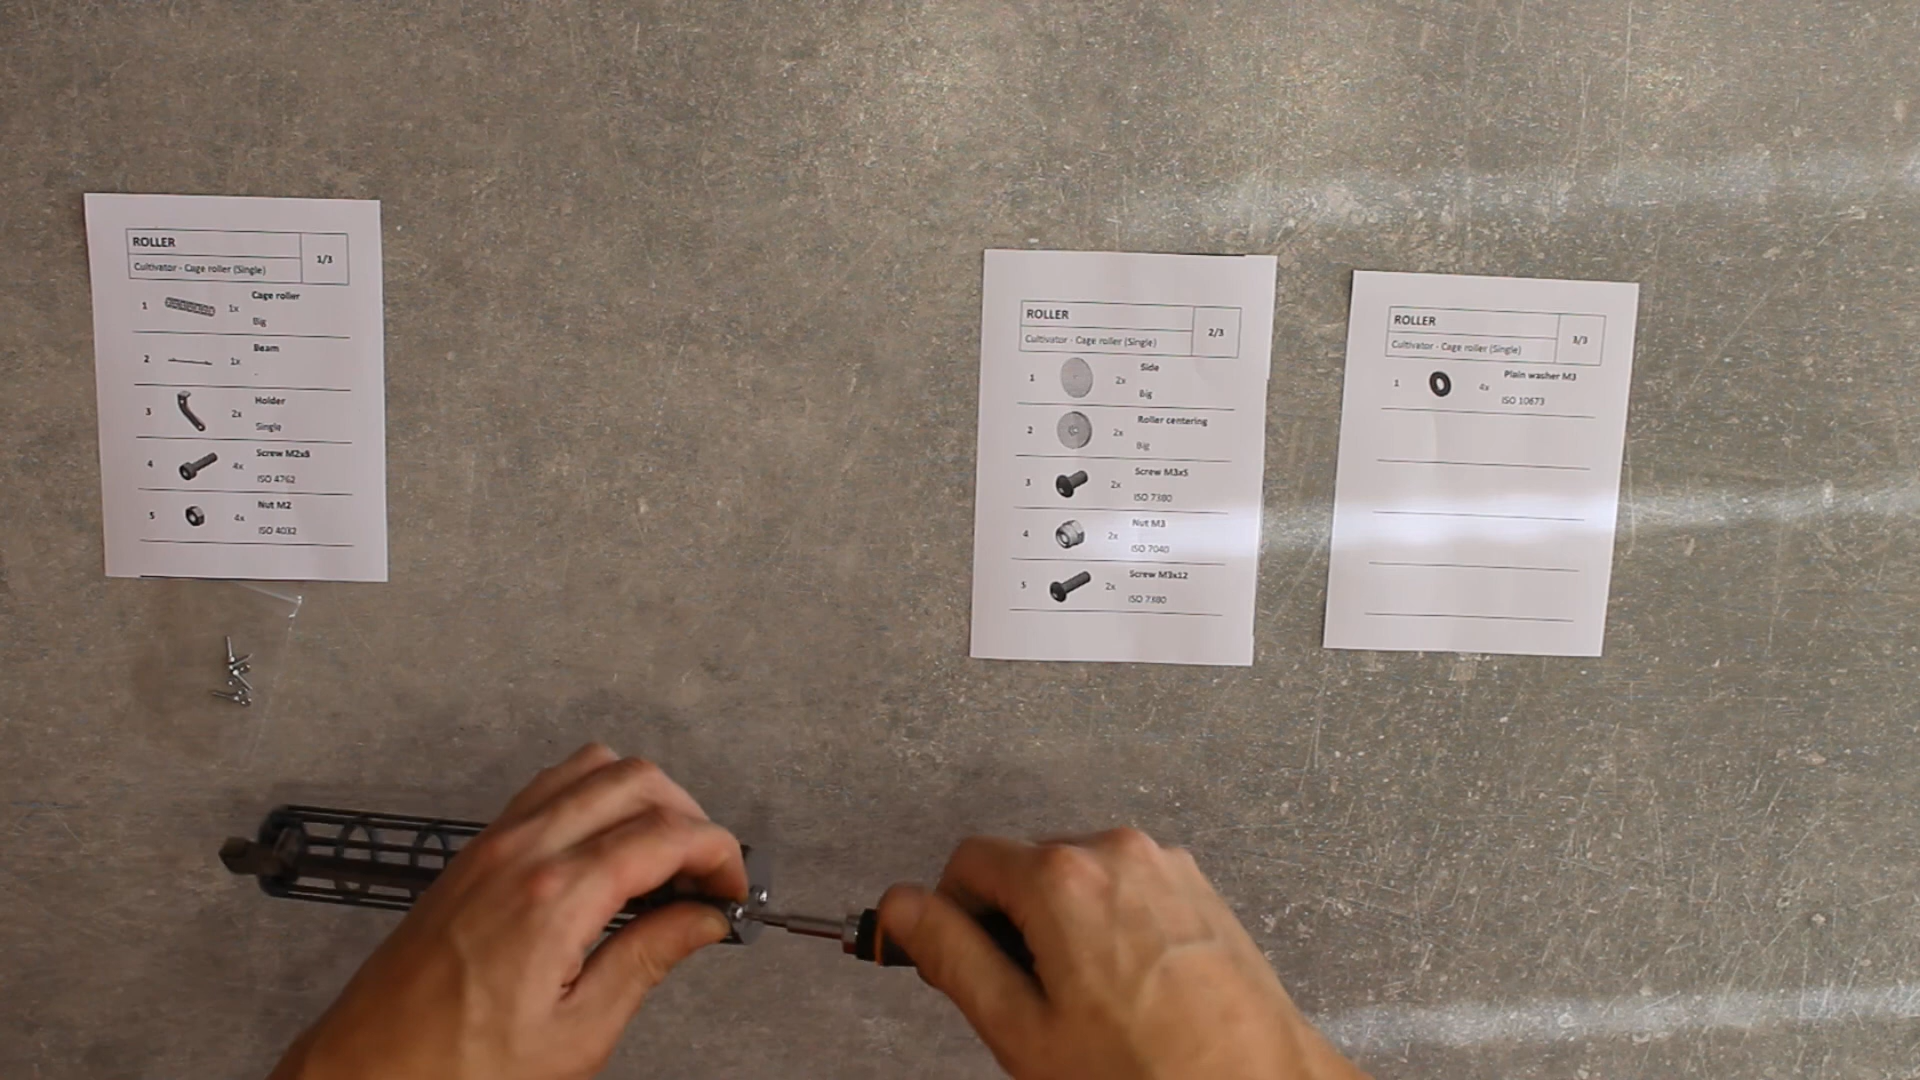 ROLLER
1/3
Cultivator - Cage roller (Single)
1 1x Cage roller
Big
2 1x Beam
-
3 2x Holder
Single
4 4x Screw M2x8
ISO 4762
5 4x Nut M2
ISO 4032
ROLLER
2/3
Cultivator - Cage roller (Single)
1 2x Side
Big
2 2x Roller centering
Big
3 2x Screw M3x5
ISO 7380
4 2x Nut M3
ISO 7040
5 2x Screw M3x12
ISO 7380
ROLLER
3/3
Cultivator - Cage roller (Single)
1 4x Plain washer M3
ISO 10673